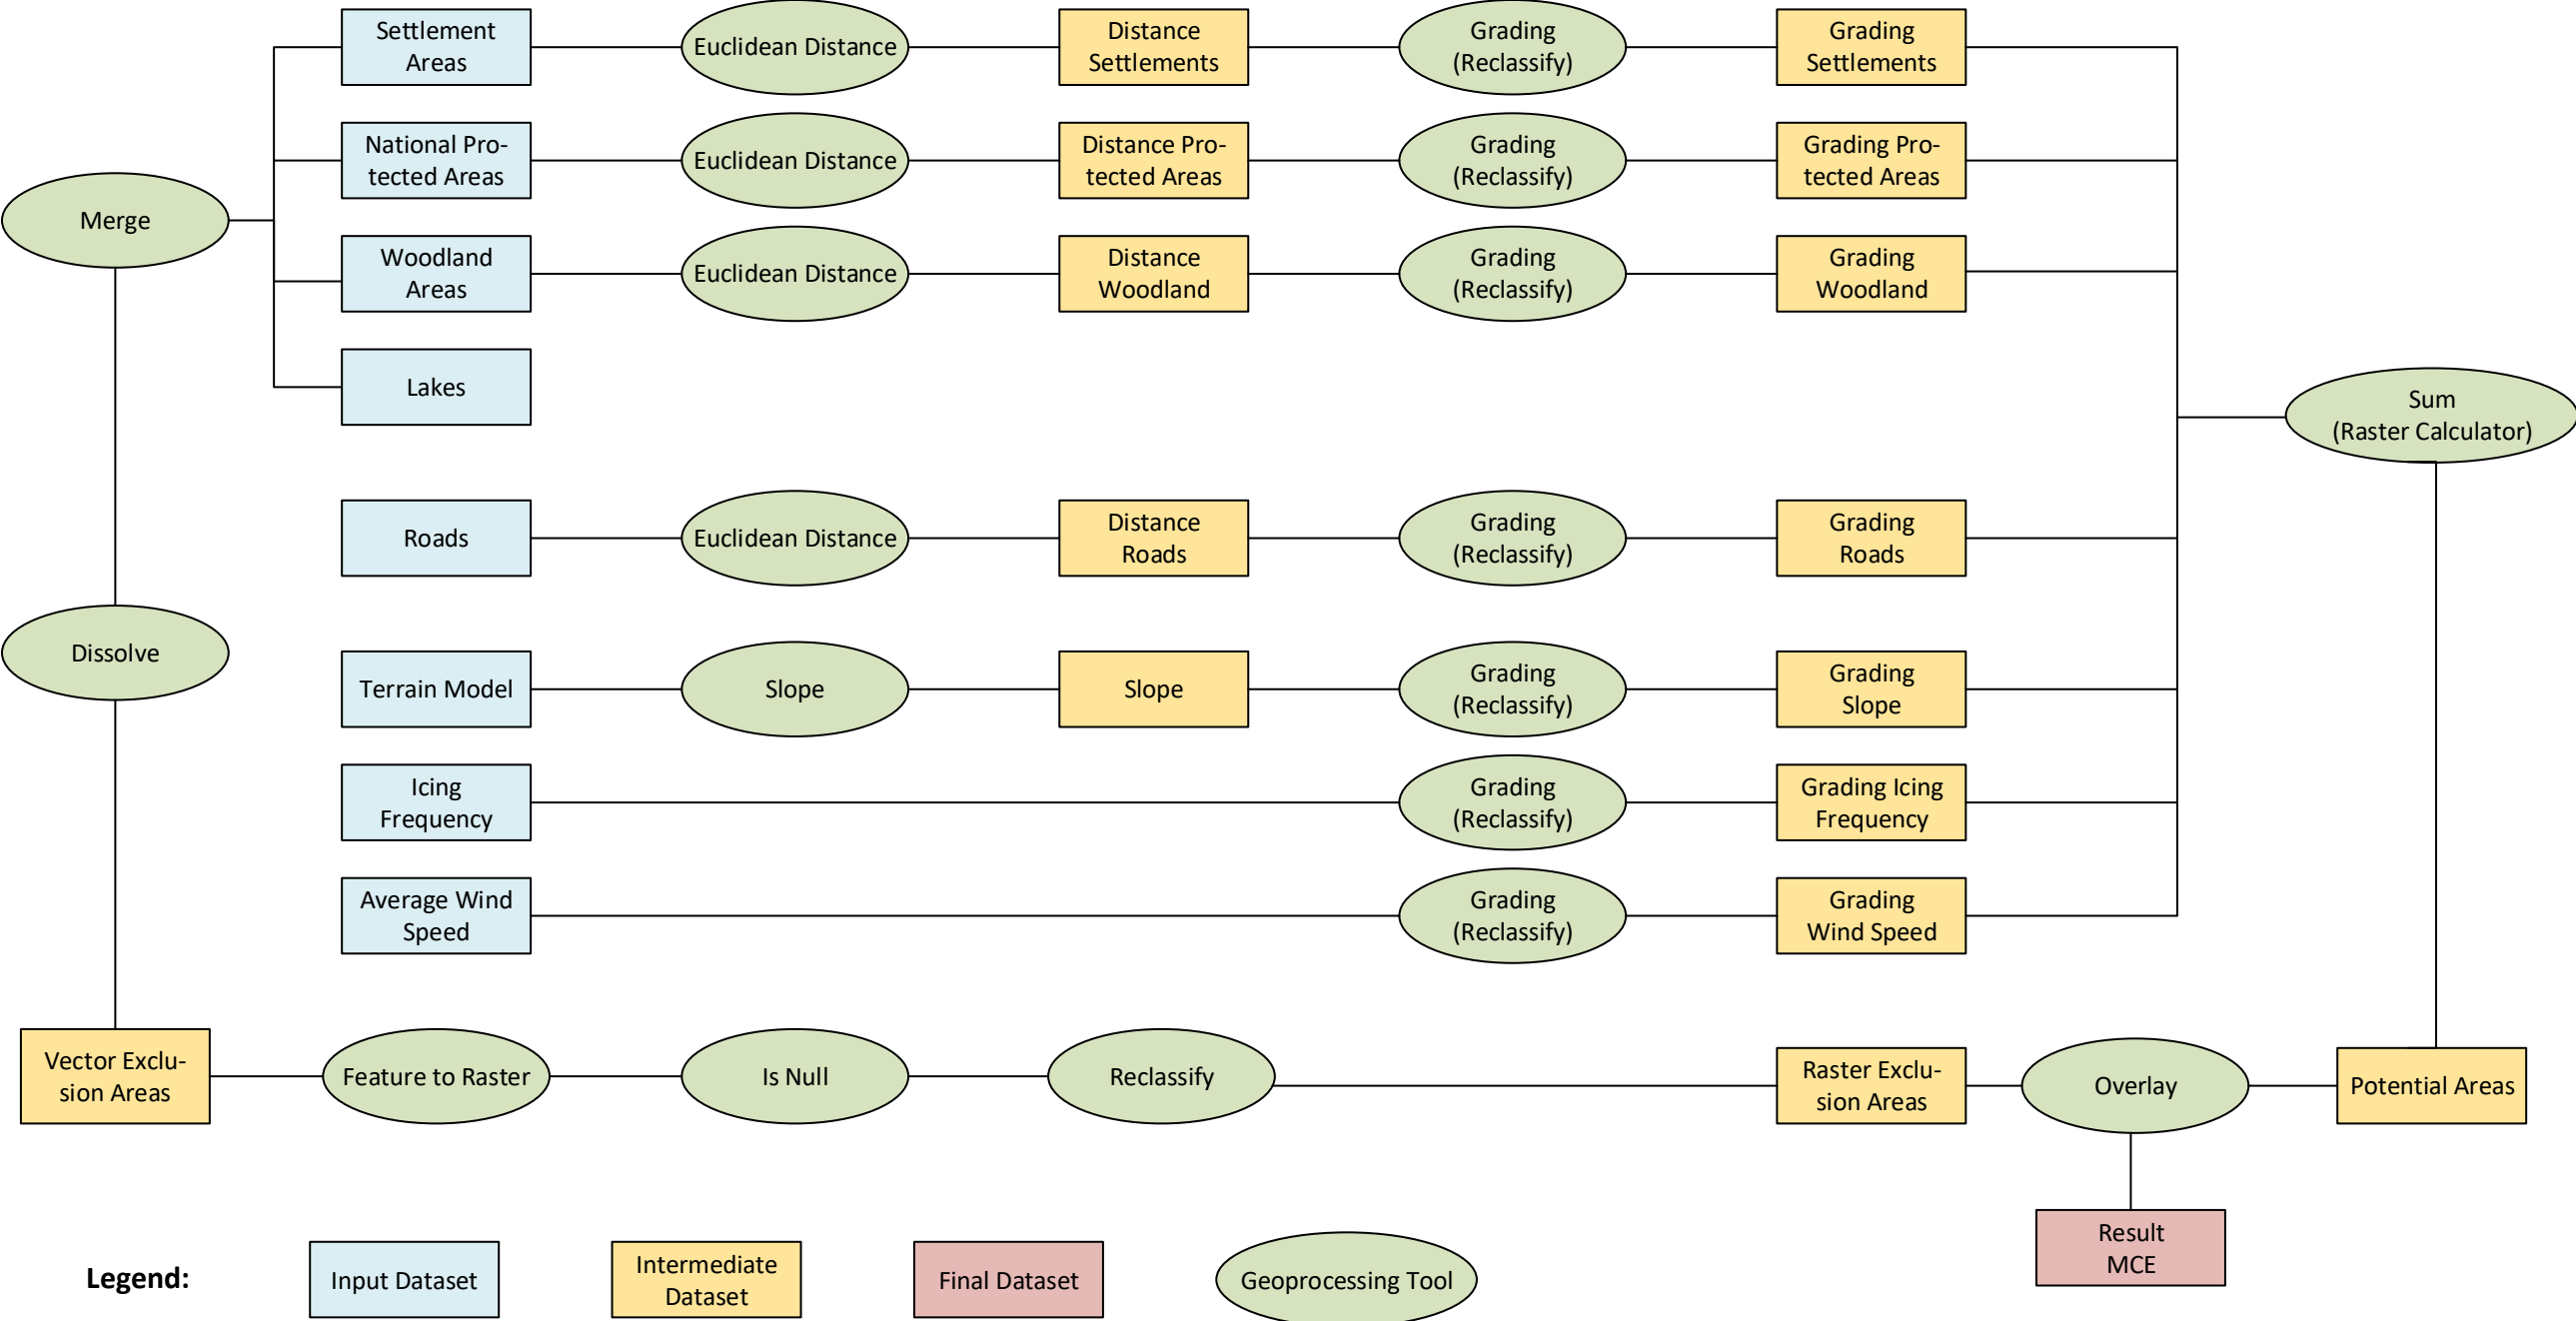 Settlement
Areas
Euclidean Distance
Distance
Settlements
Grading
(Reclassify)
Grading
Settlements
National Pro-
tected Areas
Euclidean Distance
Distance Pro-
tected Areas
Grading
(Reclassify)
Grading Pro-
tected Areas
Merge
Woodland
Areas
Euclidean Distance
Distance
Woodland
Grading
(Reclassify)
Grading
Woodland
Lakes
Sum
(Raster Calculator)
Roads
Euclidean Distance
Distance
Roads
Grading
(Reclassify)
Grading
Roads
Dissolve
Terrain Model
Slope
Slope
Grading
(Reclassify)
Grading
Slope
Icing
Frequency
Grading
(Reclassify)
Grading Icing
Frequency
Average Wind
Speed
Grading
(Reclassify)
Grading
Wind Speed
Vector Exclu-
sion Areas
Feature to Raster
Is Null
Reclassify
Raster Exclu-
sion Areas
Overlay
Potential Areas
Result
MCE
Legend:
Input Dataset
Intermediate
Dataset
Final Dataset
Geoprocessing Tool